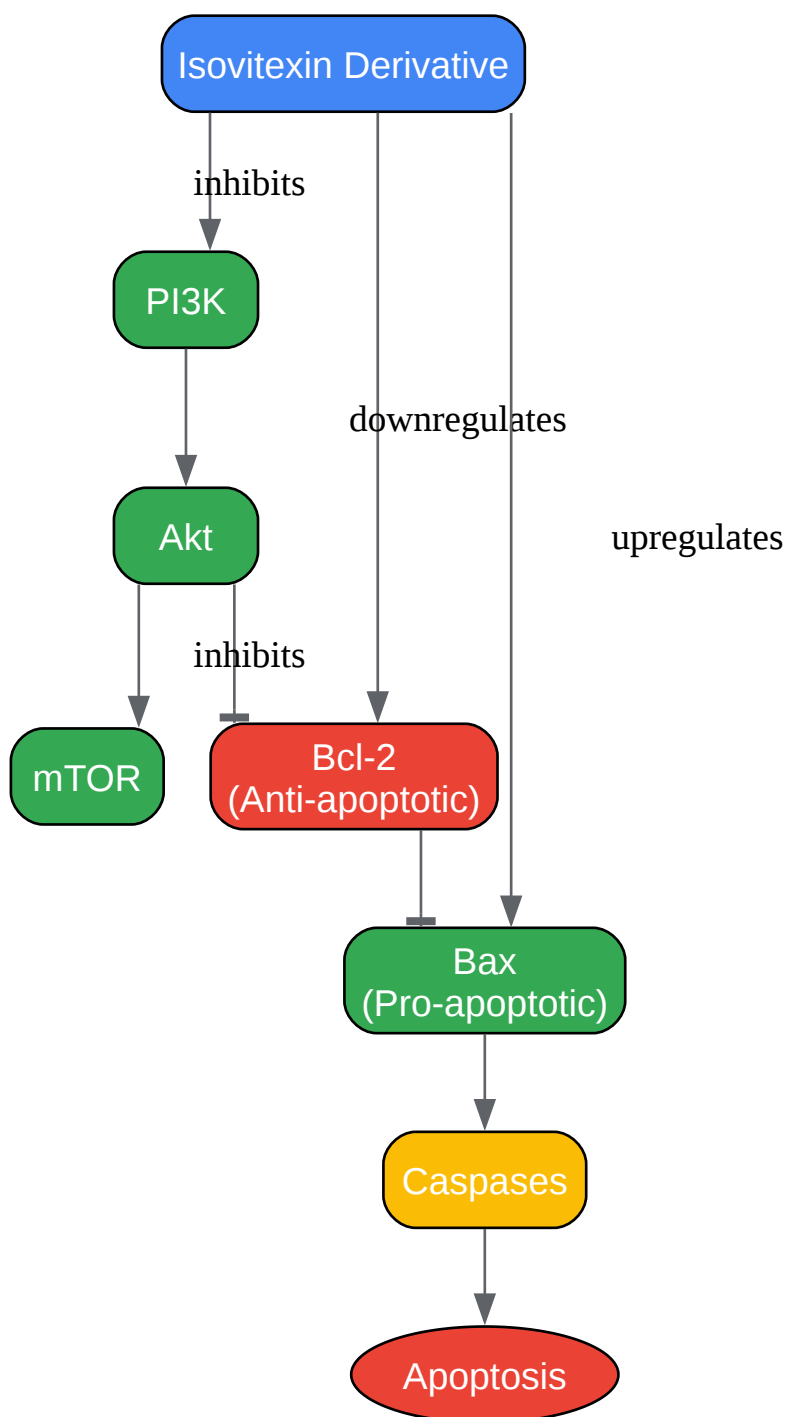 Isovitexin Derivative
inhibits
PI3K
downregulates
Akt
upregulates
inhibits
mTOR
Bcl-2
(Anti-apoptotic)
Bax
(Pro-apoptotic)
Caspases
Apoptosis